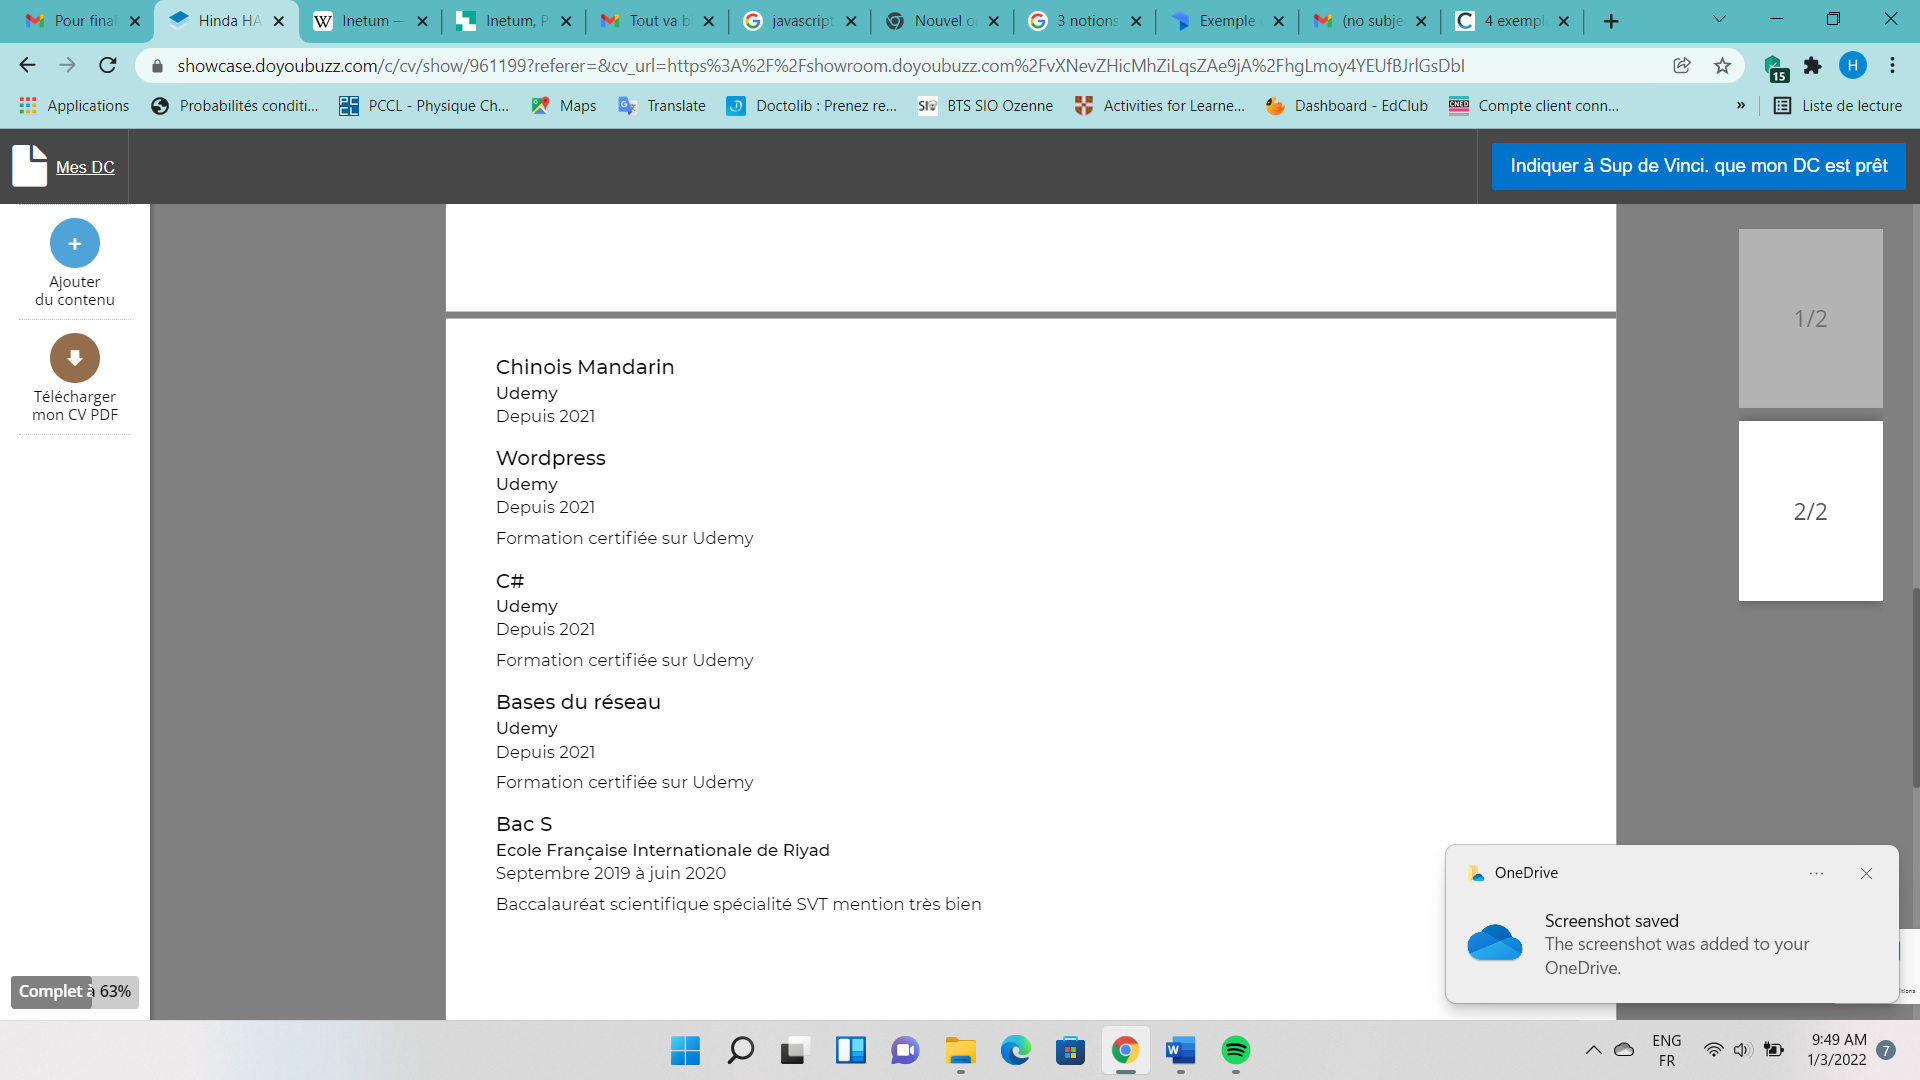 Pour final
Hinda HA
Inetum —
Inetum, P
Tout va b
javascript
Nouvel o
3 notions
Exemple
(no subje
4 exempl
showcase.doyoubuzz.com/c/cv/show/961199?referer=&cv_url=https%3A%2F%2Fshowroom.doyoubuzz.com%2FvXNevZHicMhZiLqsZAe9jA%2FhgLmoy4YEUfBJrlGsDbI
15
H
Applications
Probabilités conditi...
PCCL - Physique Ch...
Maps
Translate
Doctolib : Prenez re...
BTS SIO Ozenne
Activities for Learne...
Dashboard - EdClub
Compte client conn...
»
Liste de lecture
Mes DC
Indiquer à Sup de Vinci. que mon DC est prêt
Ajouter
du contenu
Télécharger
mon CV PDF
Complet à 63%
Chinois Mandarin
Udemy
Depuis 2021
Wordpress
Udemy
Depuis 2021
Formation certifiée sur Udemy
C#
Udemy
Depuis 2021
Formation certifiée sur Udemy
Bases du réseau
Udemy
Depuis 2021
Formation certifiée sur Udemy
Bac S
Ecole Française Internationale de Riyad
Septembre 2019 à juin 2020
Baccalauréat scientifique spécialité SVT mention très bien
1/2
2/2
OneDrive
Screenshot saved
The screenshot was added to your
OneDrive.
ENG
FR
9:49 AM
1/3/2022
7